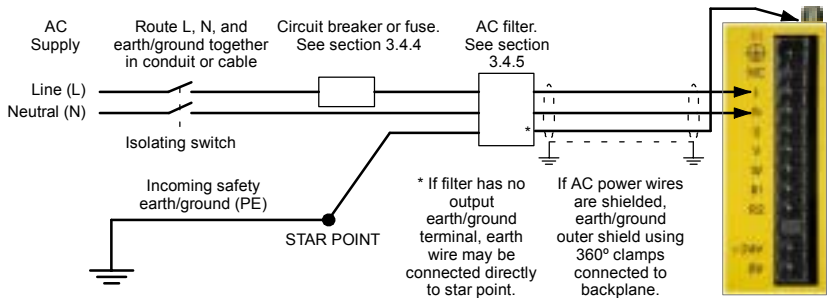 AC
Supply
Route L, N, and
earth/ground together
in conduit or cable
Circuit breaker or fuse.
See section 3.4.4
AC filter.
See section
3.4.5
Line (L)
Neutral (N)
Isolating switch
*
Incoming safety
earth/ground (PE)
STAR POINT
* If filter has no
output
earth/ground
terminal, earth
wire may be
connected directly
to star point.
If AC power wires
are shielded,
earth/ground
outer shield using
360º clamps
connected to
backplane.
U
V
W
R1
R2